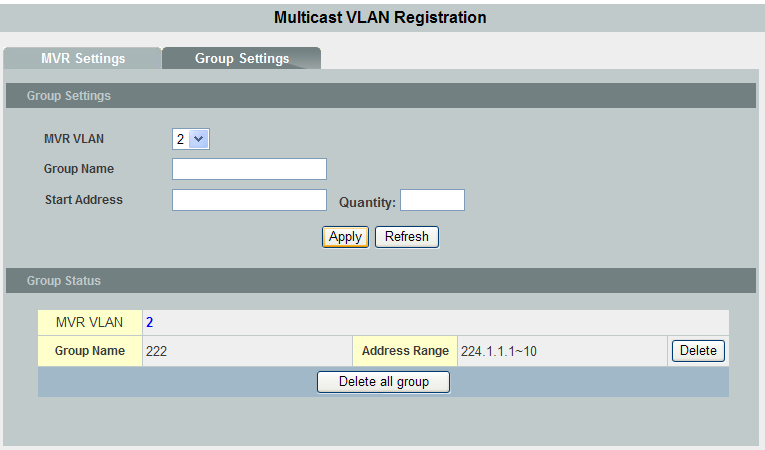 Multicast VLAN Registration
MVR Settings Group Settings
Group Settings
MVR VLAN 2
Group Name
Start Address Quantity:
Apply Refresh
Group Status
MVR VLAN 2
Group Name 222 Address Range 224.1.1.1~10 Delete
Delete all group